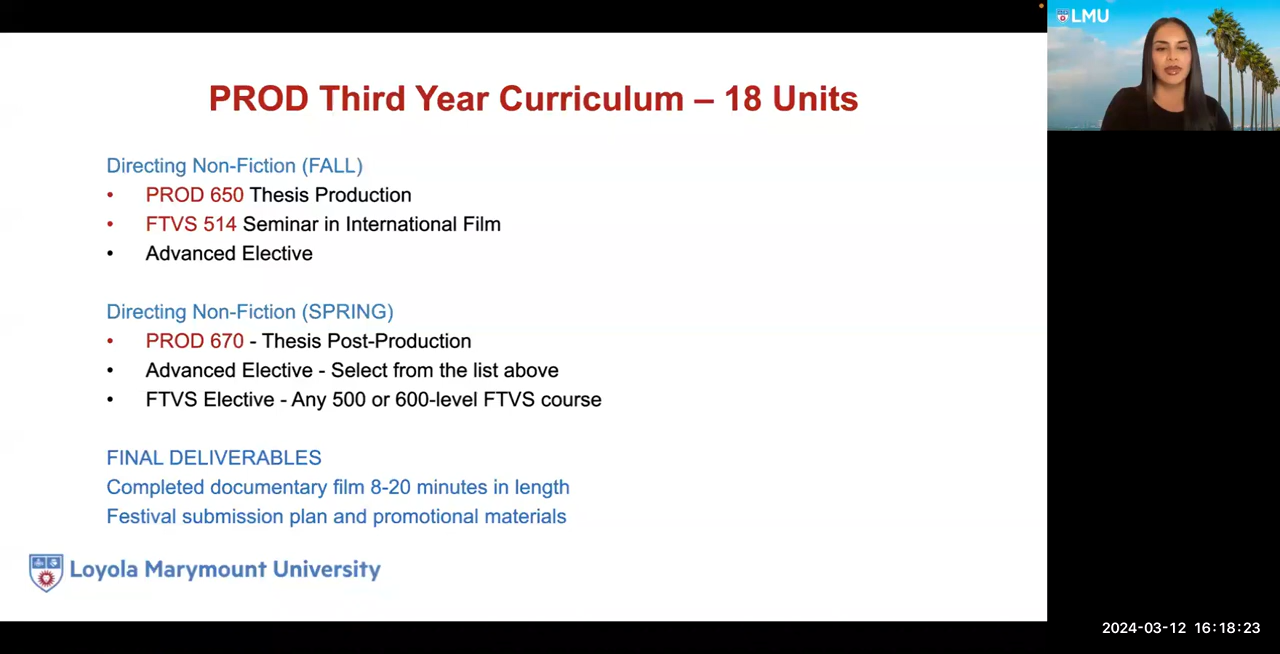 LMU
PROD Third Year Curriculum – 18 Units
Directing Non-Fiction (FALL)
• PROD 650 Thesis Production
• FTVS 514 Seminar in International Film
• Advanced Elective
Directing Non-Fiction (SPRING)
• PROD 670 - Thesis Post-Production
• Advanced Elective - Select from the list above
• FTVS Elective - Any 500 or 600-level FTVS course
FINAL DELIVERABLES
Completed documentary film 8-20 minutes in length
Festival submission plan and promotional materials
Loyola Marymount University
2024-03-12 16:18:23